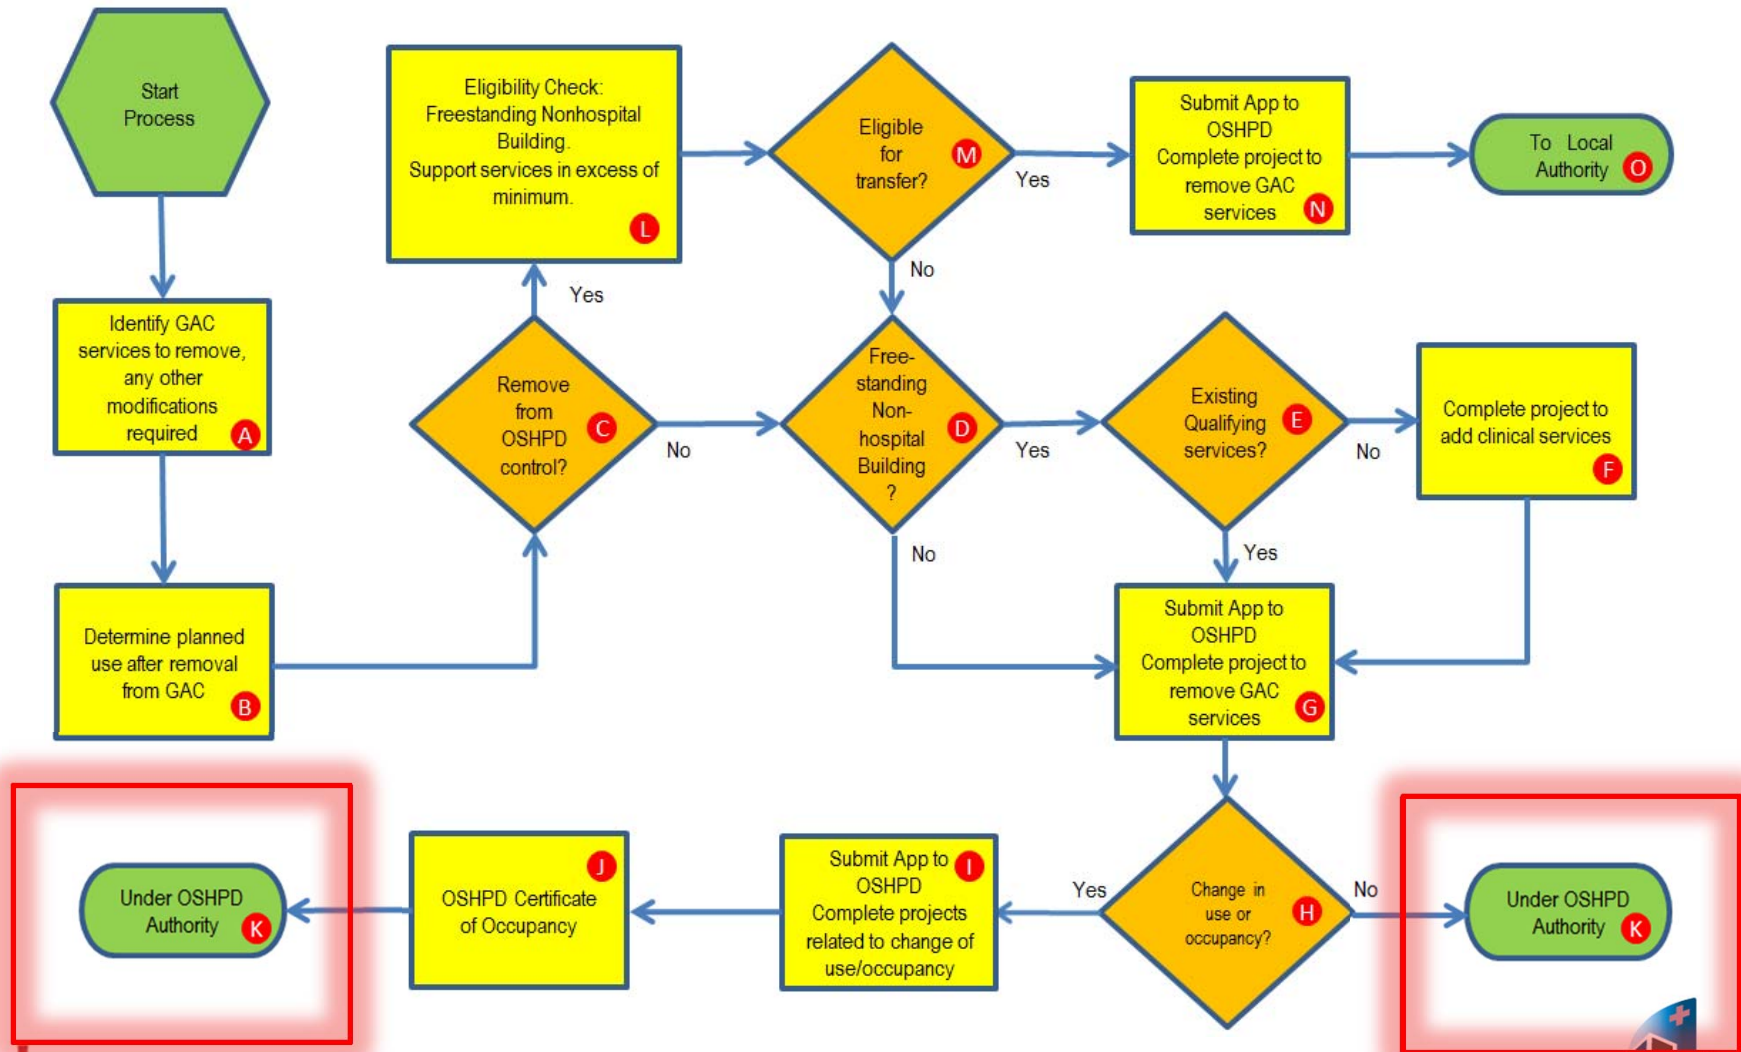 Start
Process
Eligibility Check:
Freestanding Nonhospital
Building.
Support services in excess of
minimum.
L
Eligible
for
transfer?
M
Yes
Submit App to
OSHPD
Complete project to
remove GAC
services
N
To Local
Authority
O
No
Yes
Identify GAC
services to remove,
any other
modifications
required
A
Remove
from
OSHPD
control?
C
No
Free-
standing
Non-
hospital
Building
?
D
Yes
Existing
Qualifying
services?
E
No
Complete project to
add clinical services
F
No
Yes
Determine planned
use after removal
from GAC
B
Submit App to
OSHPD
Complete project to
remove GAC
services
G
Under OSHPD
Authority
K
J
OSHPD Certificate
of Occupancy
Submit App to
I
OSHPD
Complete projects
related to change of
use/occupancy
Yes
Change in
use or
occupancy?
H
No
Under OSHPD
Authority
K